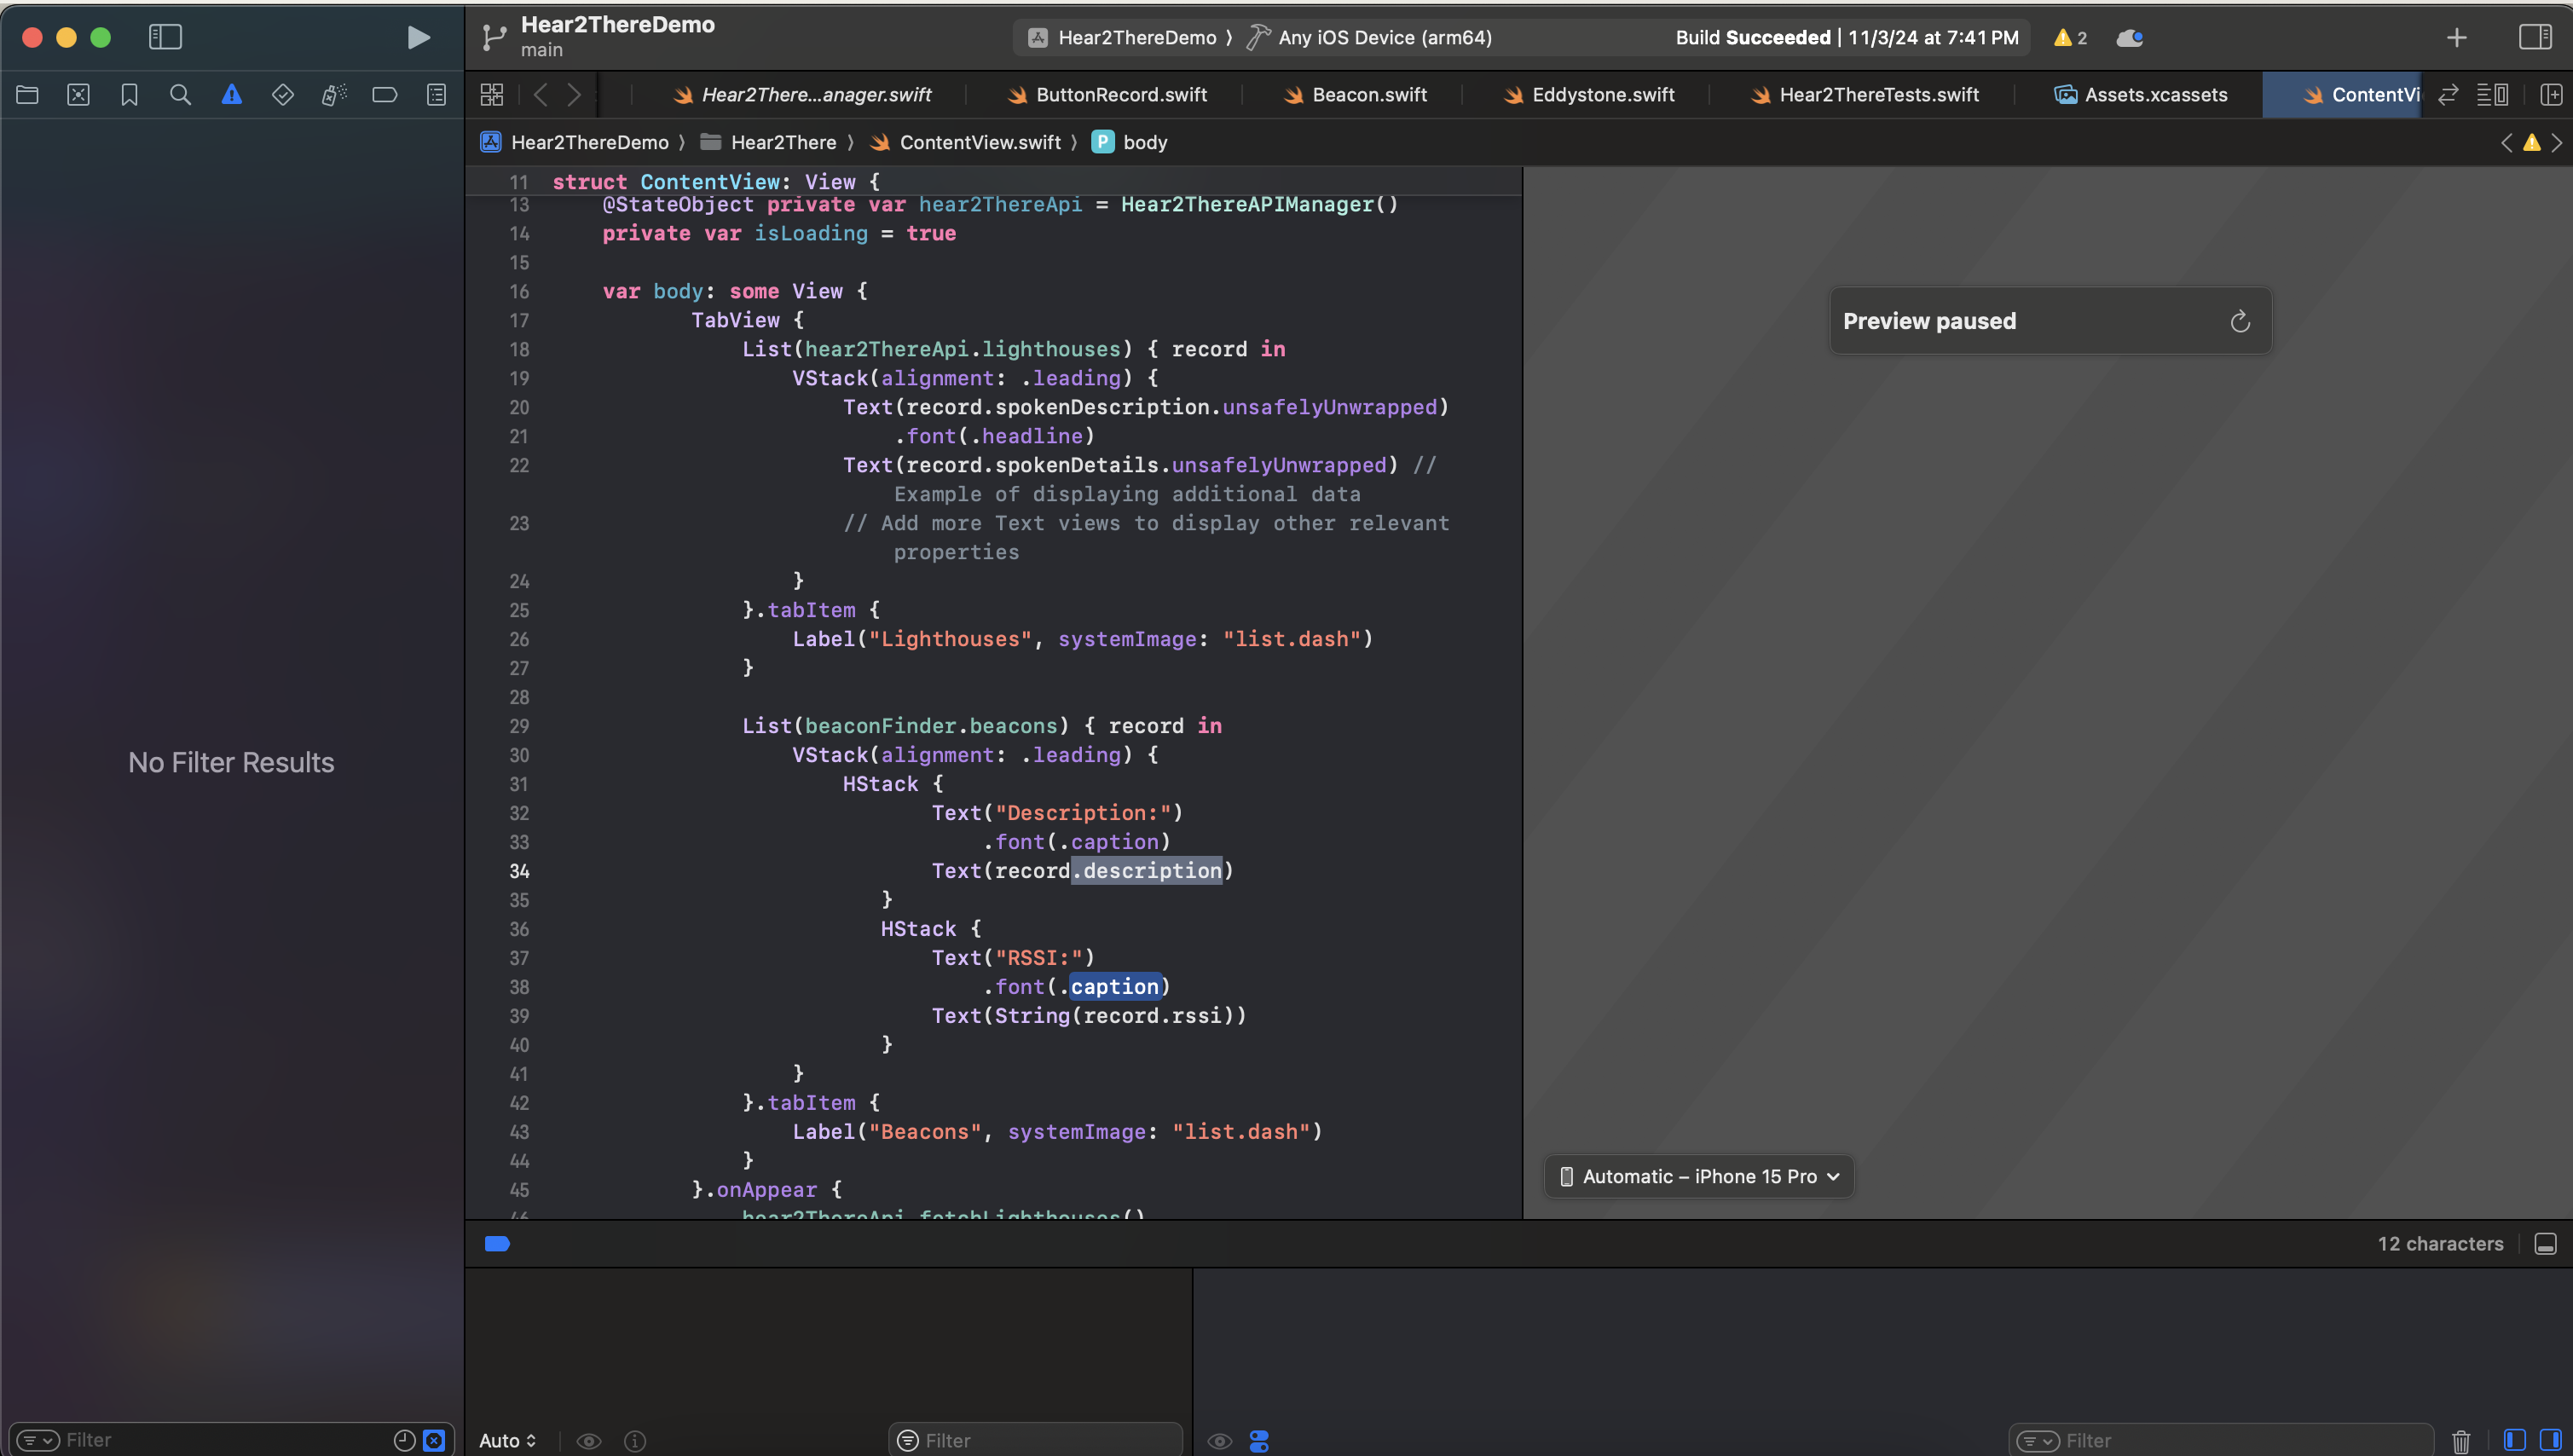 Hear2ThereDemo
main
Hear2ThereDemo 〉 Any iOS Device (arm64)
Build Succeeded | 11/3/24 at 7:41 PM
2
Hear2There...anager.swift
ButtonRecord.swift
Beacon.swift
Eddystone.swift
Hear2ThereTests.swift
Assets.xcassets
ContentVi
Hear2ThereDemo 〉 Hear2There 〉 ContentView.swift 〉 P body
11 struct ContentView: View {
13 @StateObject private var hear2ThereApi = Hear2ThereAPIManager()
14 private var isLoading = true
15
16 var body: some View {
17 TabView {
18 List(hear2ThereApi.lighthouses) { record in
19 VStack(alignment: .leading) {
20 Text(record.spokenDescription.unsafelyUnwrapped)
21 .font(.headline)
22 Text(record.spokenDetails.unsafelyUnwrapped) //
Example of displaying additional data
23 // Add more Text views to display other relevant
properties
24 }
25 }.tabItem {
26 Label("Lighthouses", systemImage: "list.dash")
27 }
28
29 List(beaconFinder.beacons) { record in
30 VStack(alignment: .leading) {
31 HStack {
32 Text("Description:")
33 .font(.caption)
34 Text(record.description)
35 }
36 HStack {
37 Text("RSSI:")
38 .font(.caption)
39 Text(String(record.rssi))
40 }
41 }
42 }.tabItem {
43 Label("Beacons", systemImage: "list.dash")
44 }
45 }.onAppear {
46 hear2ThereApi.fetchLighthouses()
No Filter Results
Preview paused
Automatic – iPhone 15 Pro
12 characters
Filter
Auto
Filter
Filter